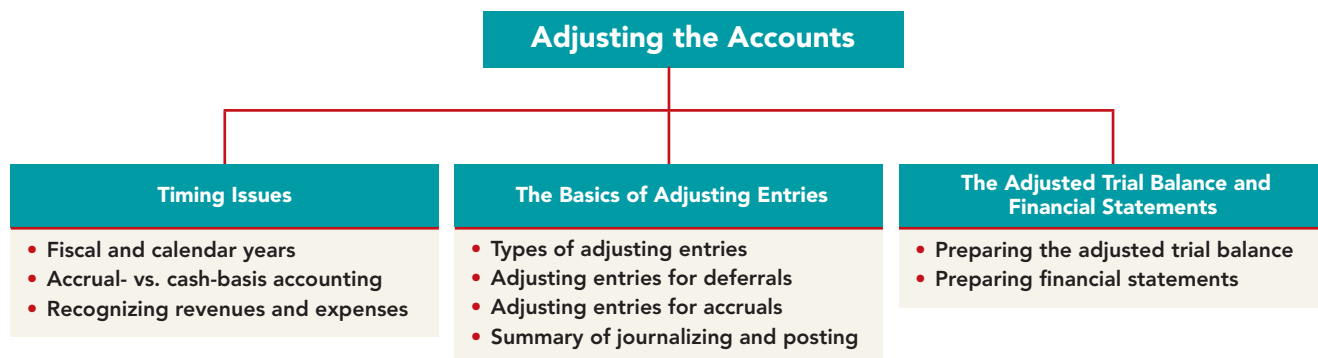 Adjusting the Accounts
Timing Issues
• Fiscal and calendar years
• Accrual- vs. cash-basis accounting
• Recognizing revenues and expenses
The Basics of Adjusting Entries
• Types of adjusting entries
• Adjusting entries for deferrals
• Adjusting entries for accruals
• Summary of journalizing and posting
The Adjusted Trial Balance and
Financial Statements
• Preparing the adjusted trial balance
• Preparing financial statements